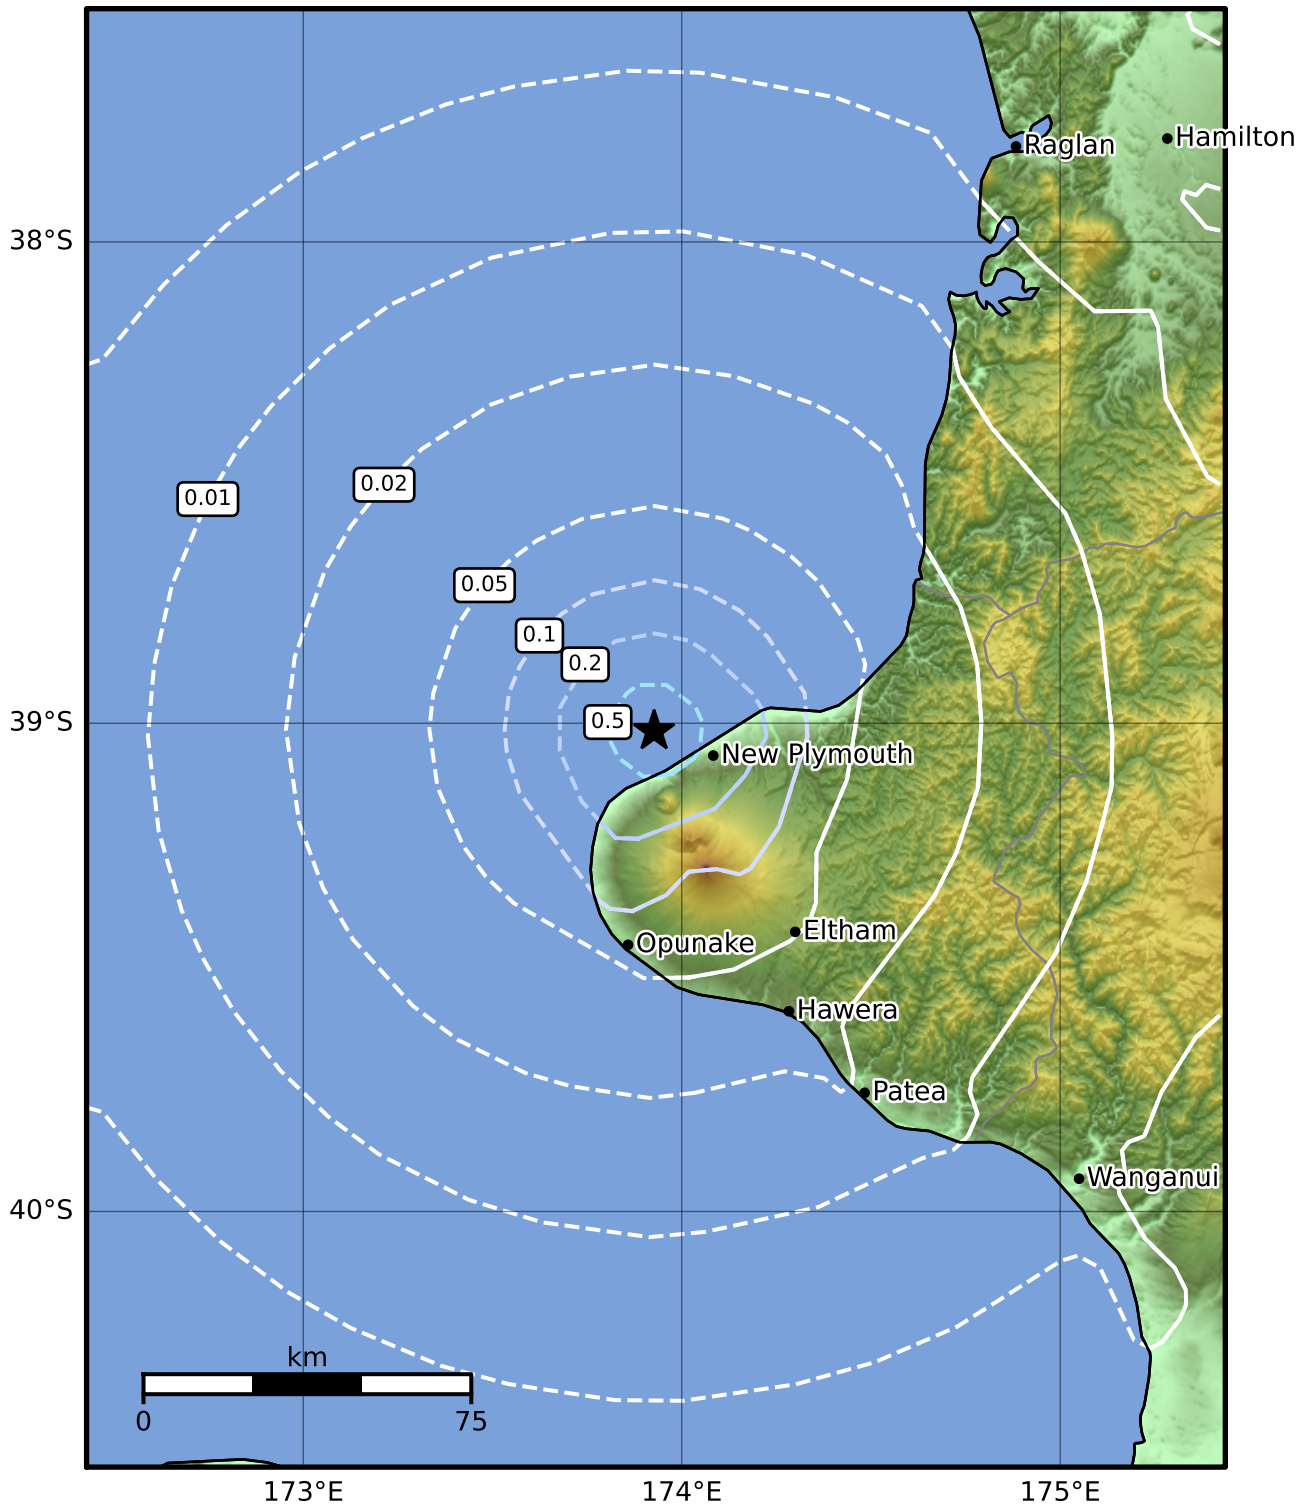 Raglan
Hamilton
38°S
0.01
0.02
0.05
0.1
0.2
0.5
39°S
New Plymouth
Eltham
Opunake
Hawera
Patea
Wanganui
40°S
km
0
75
173°E
174°E
175°E